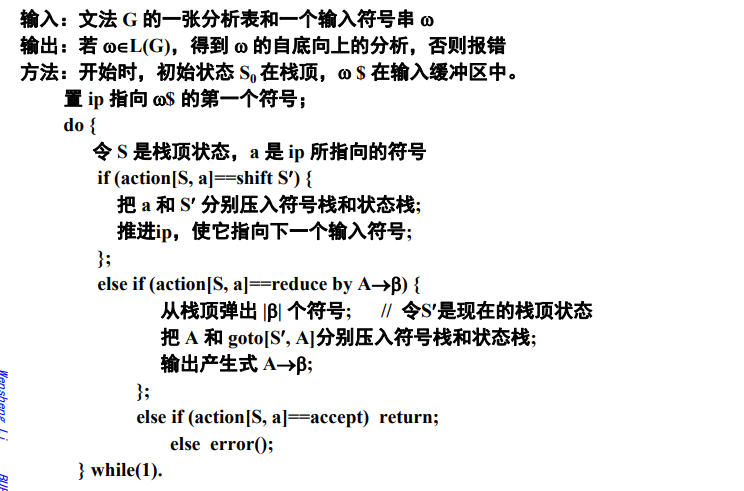 输入：文法 G 的一张分析表和一个输入符号串 ω
输出：若 ω∈L(G)，得到 ω 的自底向上的分析，否则报错
方法：开始时，初始状态 S₀ 在栈顶，ω $ 在输入缓冲区中。
置 ip 指向 ω$ 的第一个符号；
do {
令 S 是栈顶状态，a 是 ip 所指向的符号
if (action[S, a]==shift S′) {
把 a 和 S′ 分别压入符号栈和状态栈;
推进ip，使它指向下一个输入符号;
};
else if (action[S, a]==reduce by A→β) {
从栈顶弹出 |β| 个符号; // 令S′是现在的栈顶状态
把 A 和 goto[S′, A]分别压入符号栈和状态栈;
输出产生式 A→β;
};
else if (action[S, a]==accept) return;
else error();
} while(1).
Wensheng Li